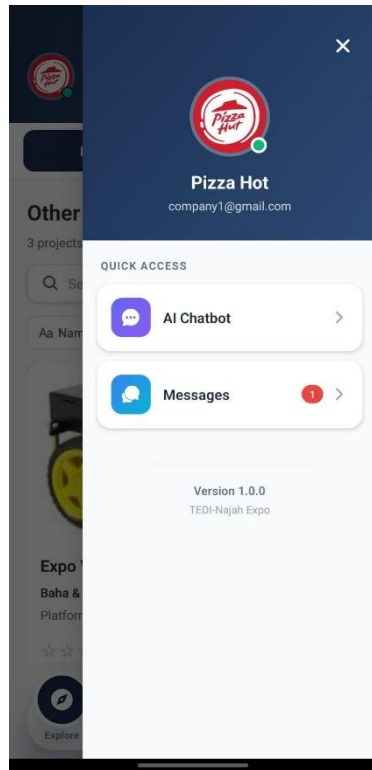 Pizza Hut
Pizza Hot
company1@gmail.com
QUICK ACCESS
AI Chatbot
Messages
1
Version 1.0.0
TEDI-Najah Expo
Other
3 projects
Aa Nam
Expo
Baha &
Platform
Explore